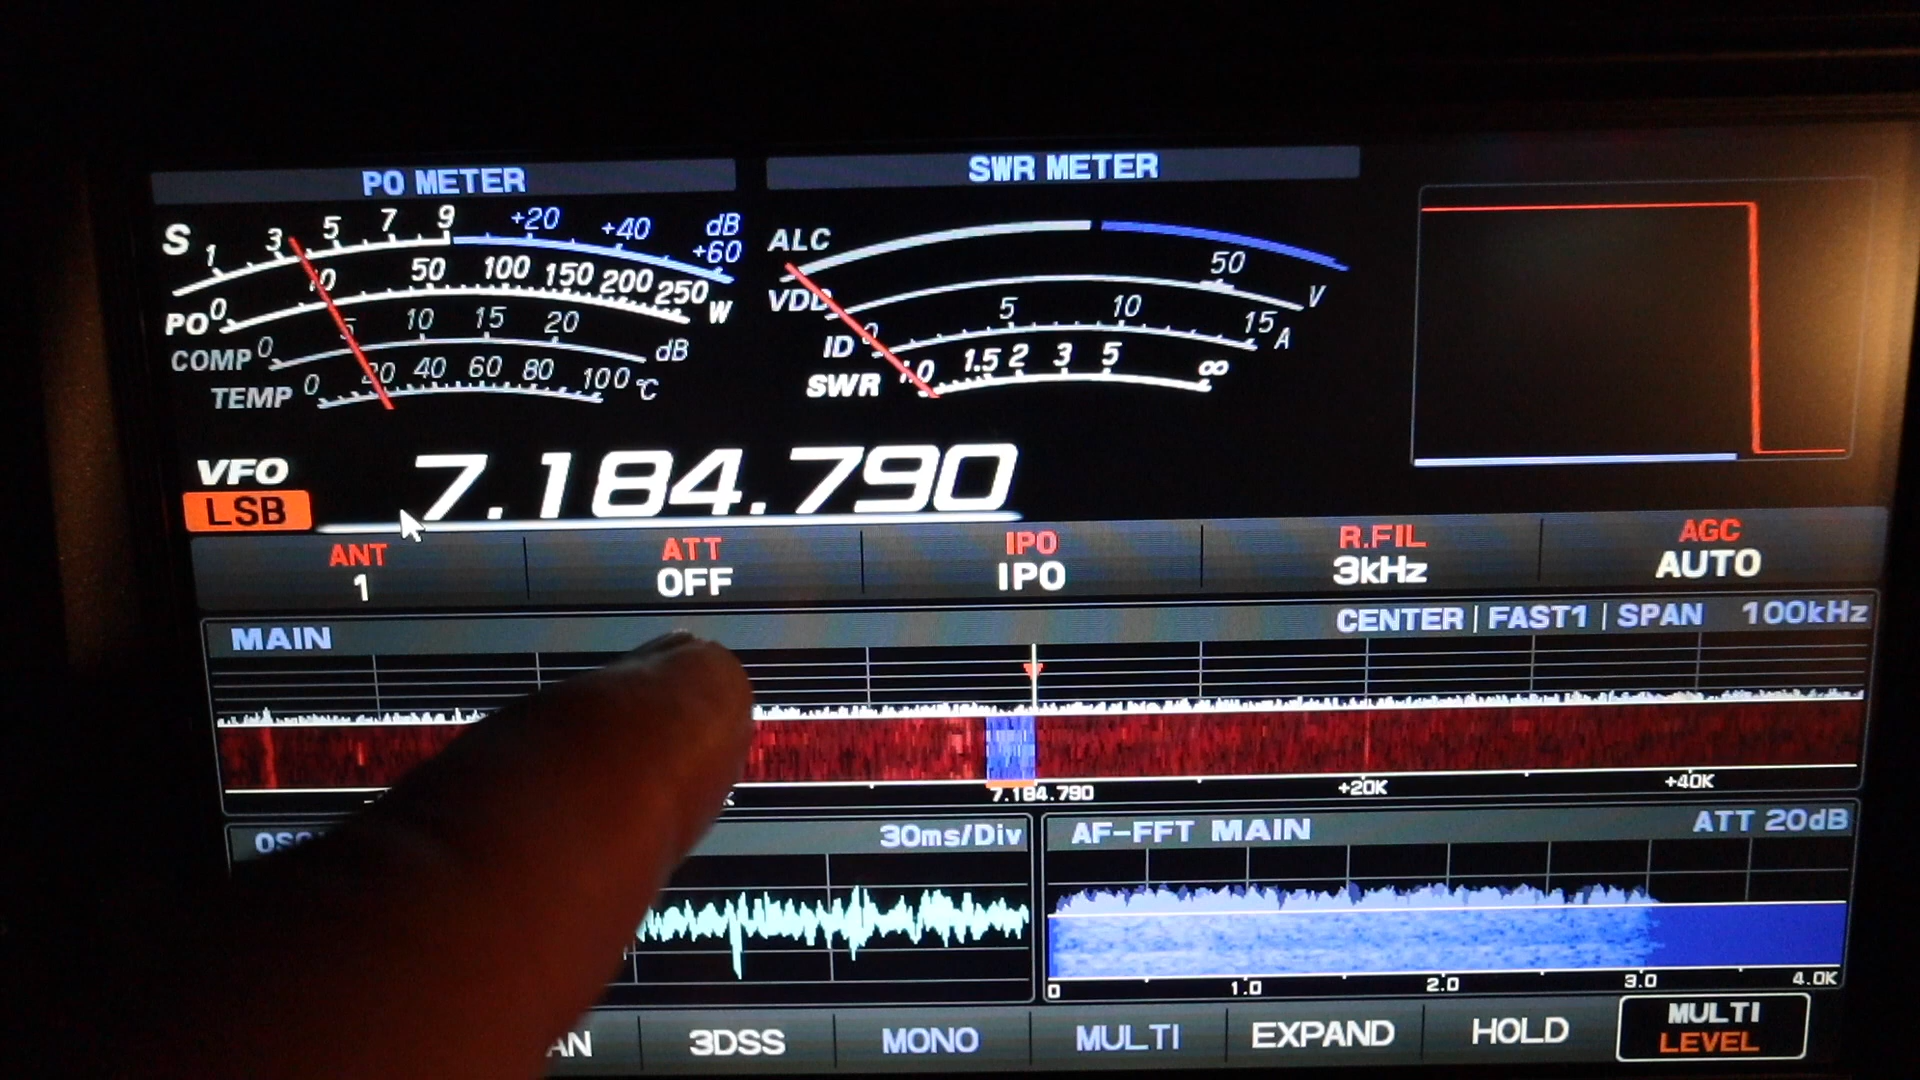 PO METER
SWR METER
S 1 3 5 7 9 +20 +40 dB +60
PO 0 10 50 100 150 200 250 W
COMP 0 5 10 15 20 dB
TEMP 0 20 40 60 80 100 °C
ALC
VDD 50 V
ID 0 5 10 15 A
SWR 1.0 1.5 2 3 5 ∞
VFO
LSB
7.184.790
ANT ATT IPO R.FIL AGC
1 OFF IPO 3kHz AUTO
MAIN CENTER | FAST1 | SPAN 100kHz
7.184.790 +20K +40K
30ms/Div
AF-FFT MAIN ATT 20dB
0 1.0 2.0 3.0 4.0K
3DSS MONO MULTI EXPAND HOLD MULTI
LEVEL